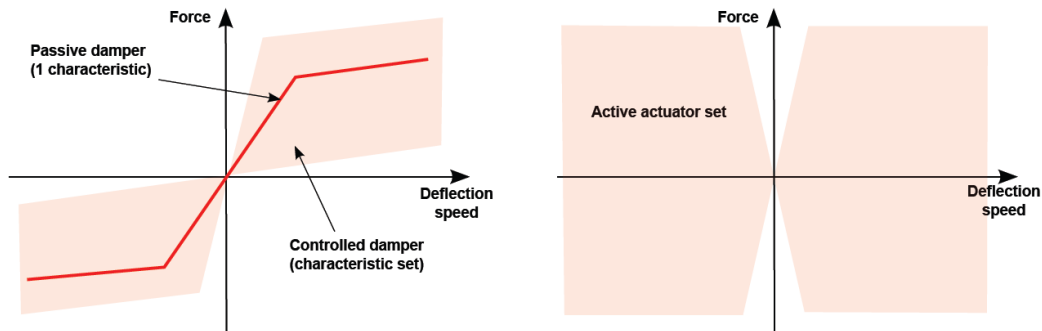 Force
Passive damper
(1 characteristic)
Deflection
speed
Controlled damper
(characteristic set)
Force
Active actuator set
Deflection
speed